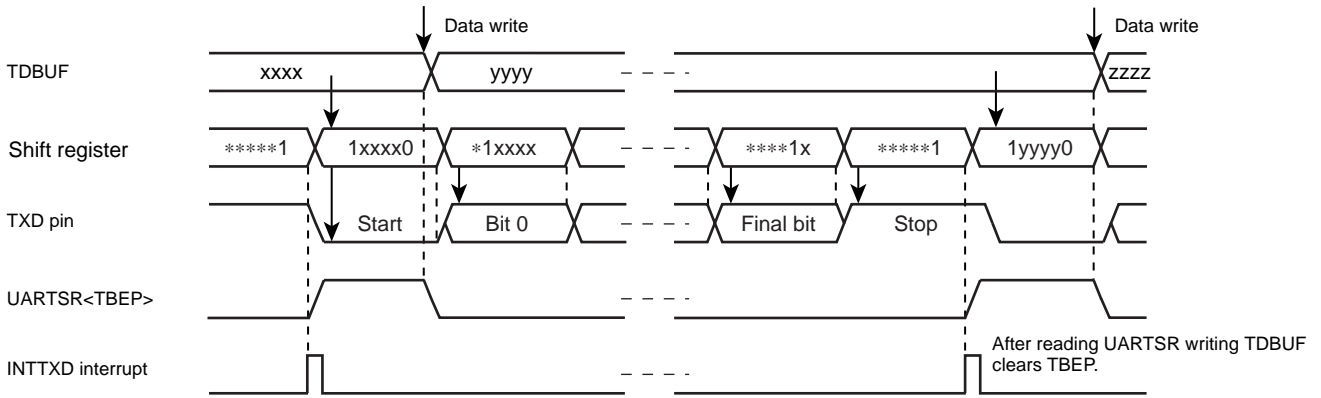 Data write
Data write
TDBUF
xxxx
yyyy
zzzz
Shift register
*****1
1xxxx0
*1xxxx
****1x
*****1
1yyyy0
TXD pin
Start
Bit 0
Final bit
Stop
UARTSR<TBEP>
After reading UARTSR writing TDBUF
clears TBEP.
INTTXD interrupt